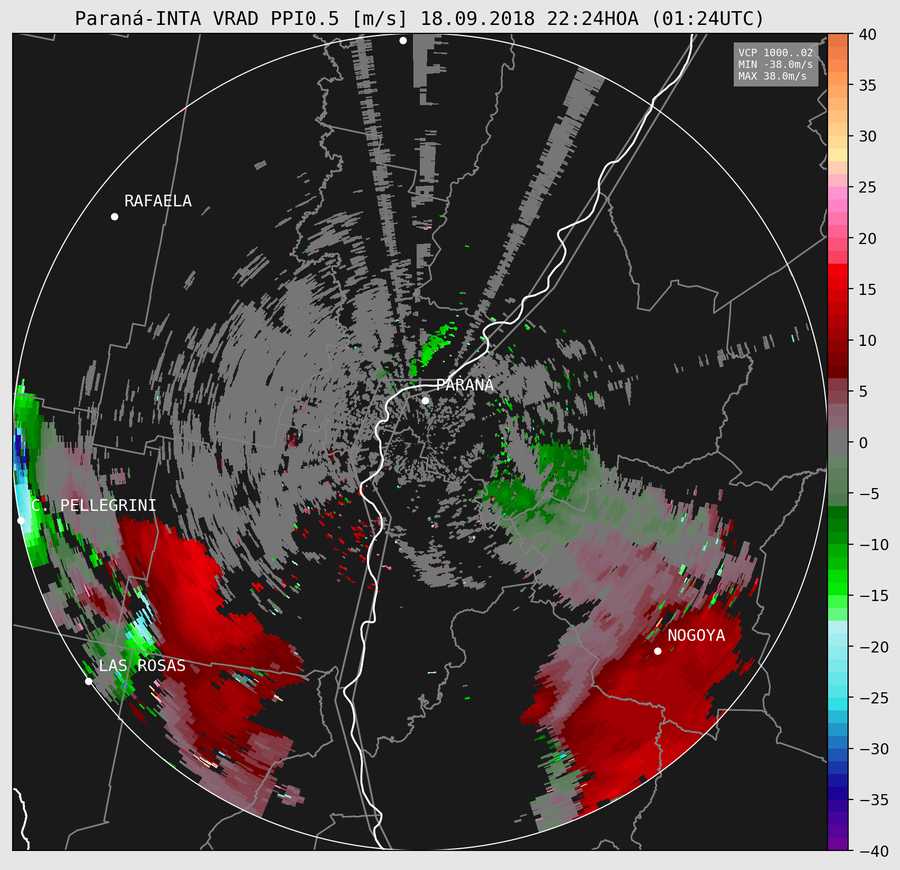 Paraná-INTA VRAD PPI0.5 [m/s] 18.09.2018 22:24HOA (01:24UTC)
VCP 1000..02
MIN -38.0m/s
MAX 38.0m/s
RAFAELA
PARANÁ
C. PELLEGRINI
NOGOYA
LAS ROSAS
40
35
30
25
20
15
10
5
0
−5
−10
−15
−20
−25
−30
−35
−40